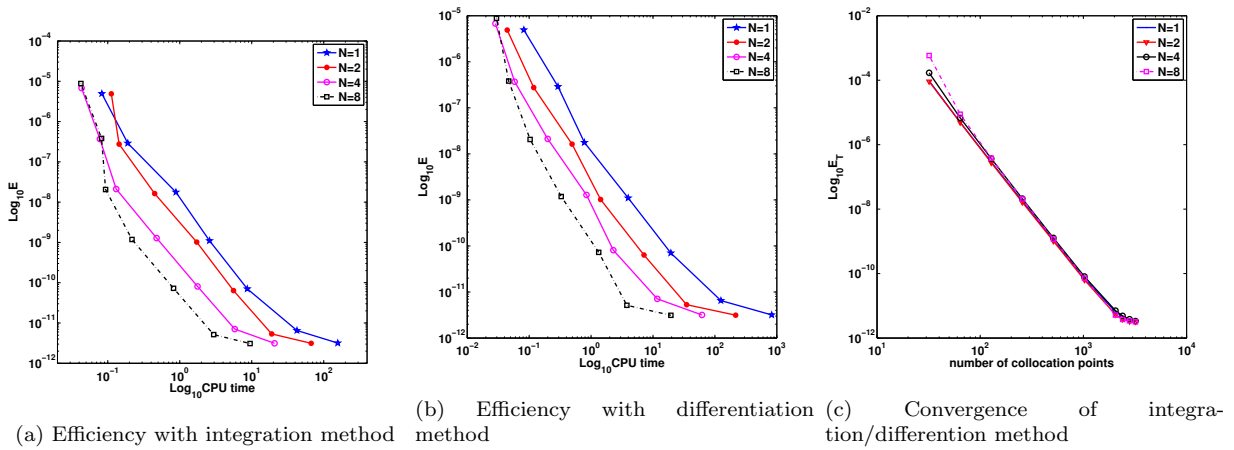 10^-4
10^-5
10^-6
10^-7
10^-8
10^-9
10^-10
10^-11
10^-12
Log10E
10^-1
10^0
10^1
10^2
Log10CPU time
N=1
N=2
N=4
N=8
(a) Efficiency with integration method
10^-5
10^-6
10^-7
10^-8
10^-9
10^-10
10^-11
10^-12
Log10E
10^-2
10^-1
10^0
10^1
10^2
10^3
Log10CPU time
N=1
N=2
N=4
N=8
(b) Efficiency with differentiation
method
10^-2
10^-4
10^-6
10^-8
10^-10
10^-12
Log10ET
10^1
10^2
10^3
10^4
number of collocation points
N=1
N=2
N=4
N=8
(c) Convergence of integra-
tion/differention method